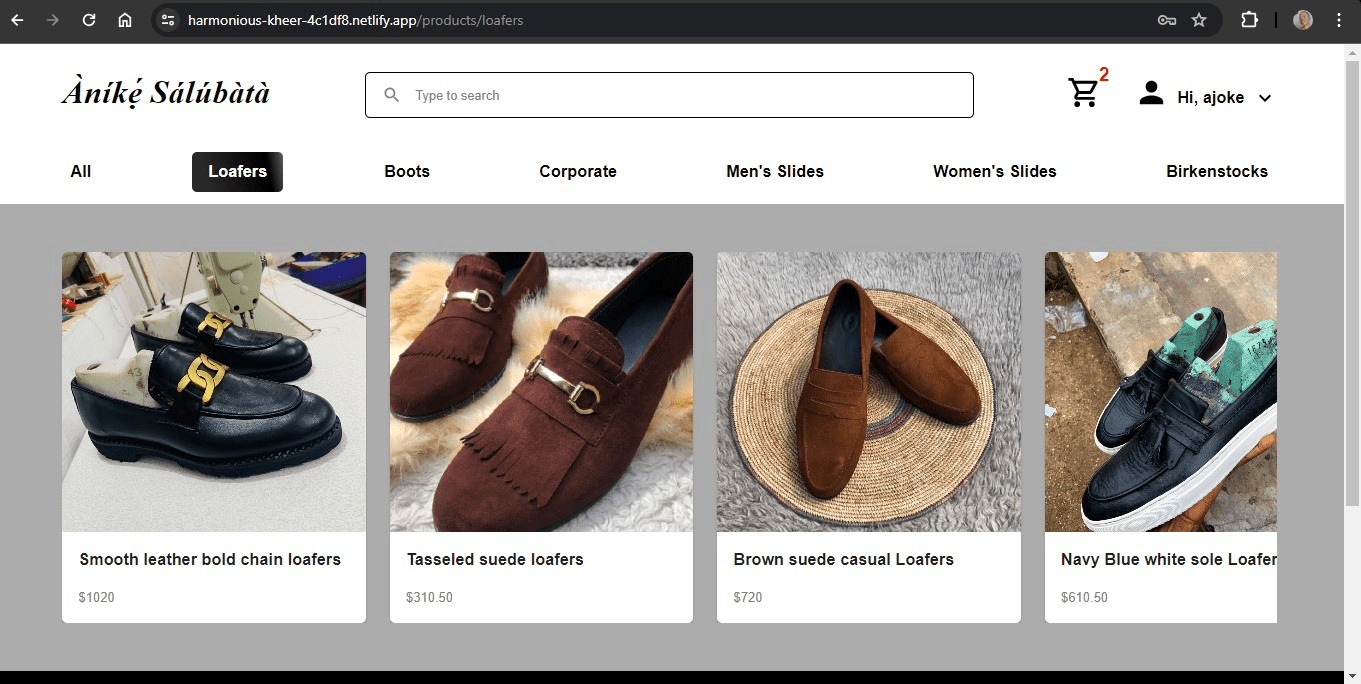 harmonious-kheer-4c1df8.netlify.app/products/loafers
Àníkẹ́ Sálúbàtà
Type to search
2
Hi, ajoke
All
Loafers
Boots
Corporate
Men's Slides
Women's Slides
Birkenstocks
43
Smooth leather bold chain loafers
Tasseled suede loafers
Brown suede casual Loafers
Navy Blue white sole Loafer
$1020
$310.50
$720
$610.50